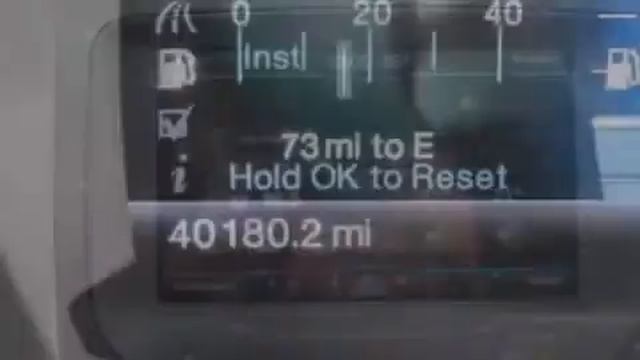 0 20 40
Inst
73 mi to E
Hold OK to Reset
40180.2 mi